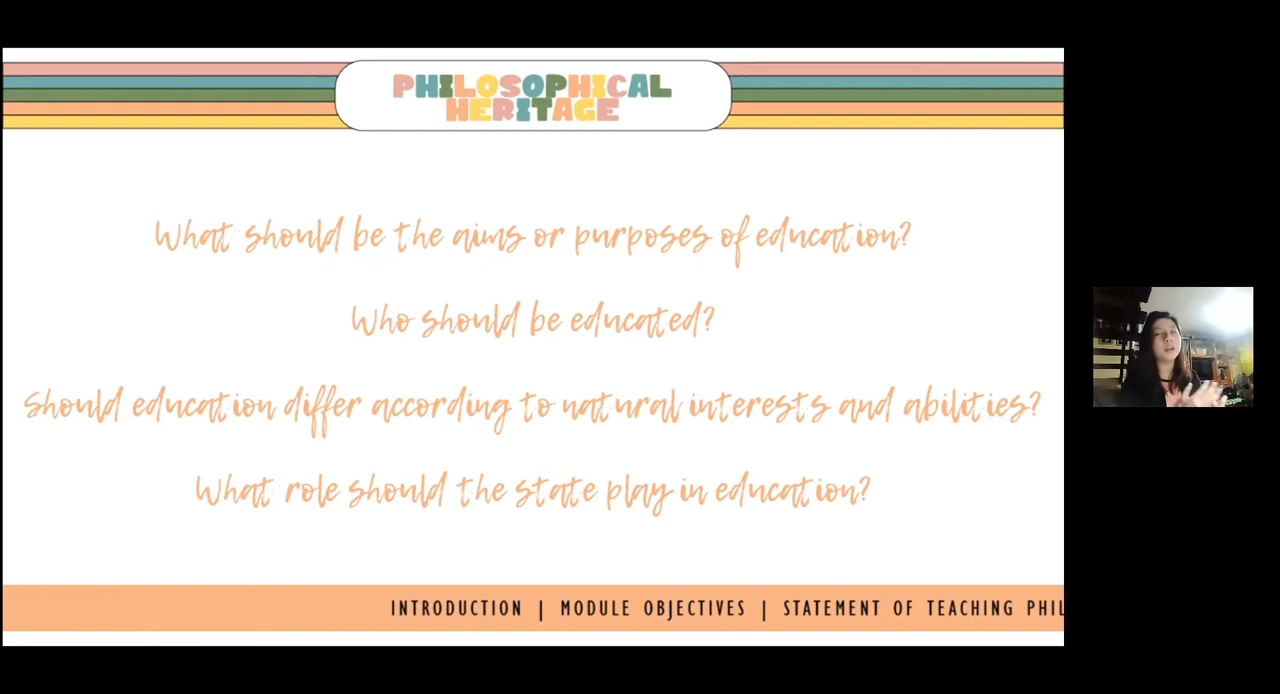 PHILOSOPHICAL
HERITAGE
What should be the aims or purposes of education?
Who should be educated?
Should education differ according to natural interests and abilities?
What role should the state play in education?
INTRODUCTION | MODULE OBJECTIVES | STATEMENT OF TEACHING PHIL